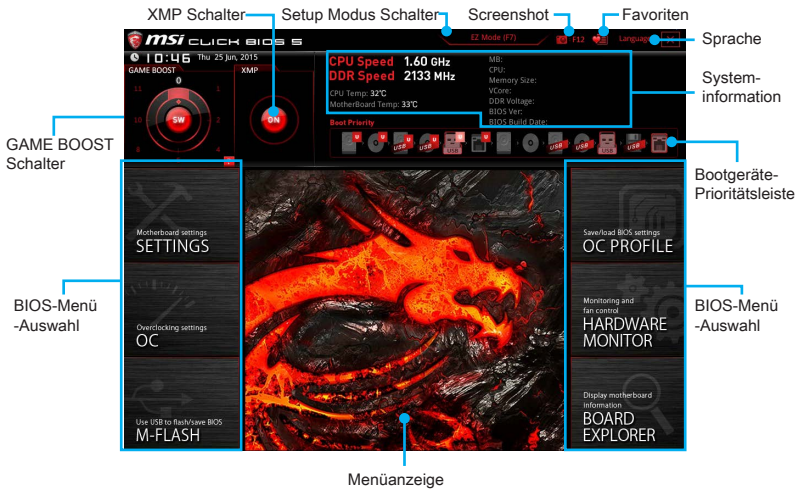 XMP Schalter
Setup Modus Schalter
Screenshot
Favoriten
msi CLICK BIOS 5
EZ Mode (F7)
F12
Language
Sprache
10:46 Thu 25 Jun, 2015
GAME BOOST
XMP
CPU Speed 1.60 GHz
DDR Speed 2133 MHz
CPU Temp: 32°C
MotherBoard Temp: 33°C
MB:
CPU:
Memory Size:
VCore:
DDR Voltage:
BIOS Ver:
BIOS Build Date:
System-
information
0
11
1
10
2
8
4
SW
ON
Boot Priority
U
U
USB U
USB U
USB
U
USB
USB
USB
USB
GAME BOOST
Schalter
Bootgeräte-
Prioritätsleiste
Motherboard settings
SETTINGS
Save/load BIOS settings
OC PROFILE
BIOS-Menü
-Auswahl
Overclocking settings
OC
Monitoring and
fan control
HARDWARE
MONITOR
BIOS-Menü
-Auswahl
Use USB to flash/save BIOS
M-FLASH
Display motherboard
information
BOARD
EXPLORER
Menüanzeige